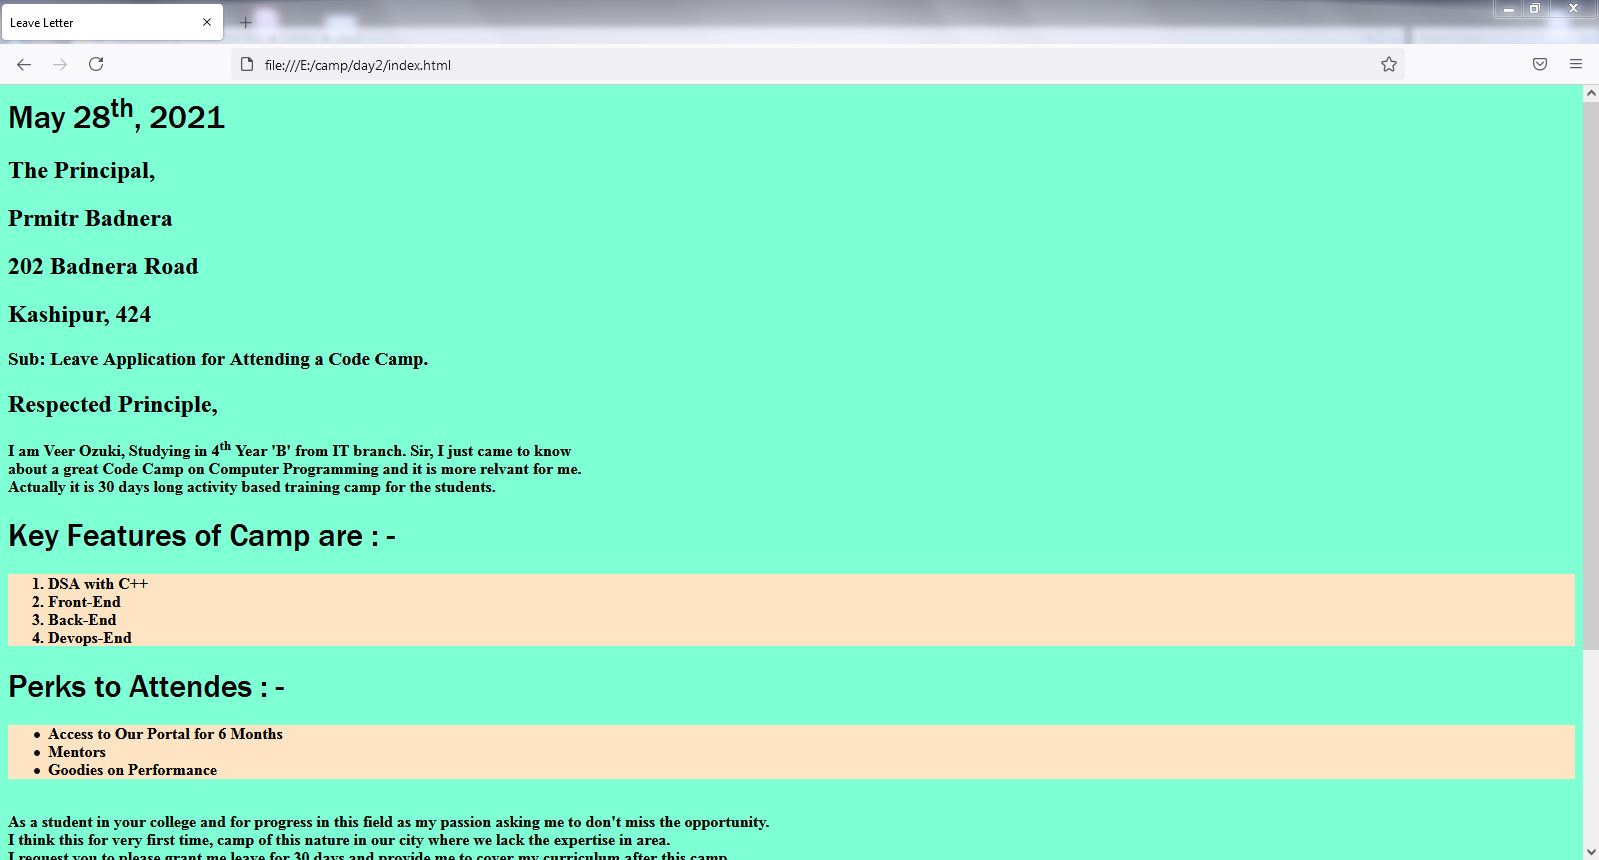 Leave Letter
file:///E:/camp/day2/index.html
May 28th, 2021
The Principal,
Prmitr Badnera
202 Badnera Road
Kashipur, 424
Sub: Leave Application for Attending a Code Camp.
Respected Principle,
I am Veer Ozuki, Studying in 4th Year 'B' from IT branch. Sir, I just came to know
about a great Code Camp on Computer Programming and it is more relvant for me.
Actually it is 30 days long activity based training camp for the students.
Key Features of Camp are : -
1. DSA with C++
2. Front-End
3. Back-End
4. Devops-End
Perks to Attendes : -
• Access to Our Portal for 6 Months
• Mentors
• Goodies on Performance
As a student in your college and for progress in this field as my passion asking me to don't miss the opportunity.
I think this for very first time, camp of this nature in our city where we lack the expertise in area.
I request you to please grant me leave for 30 days and provide me to cover my curriculum after this camp